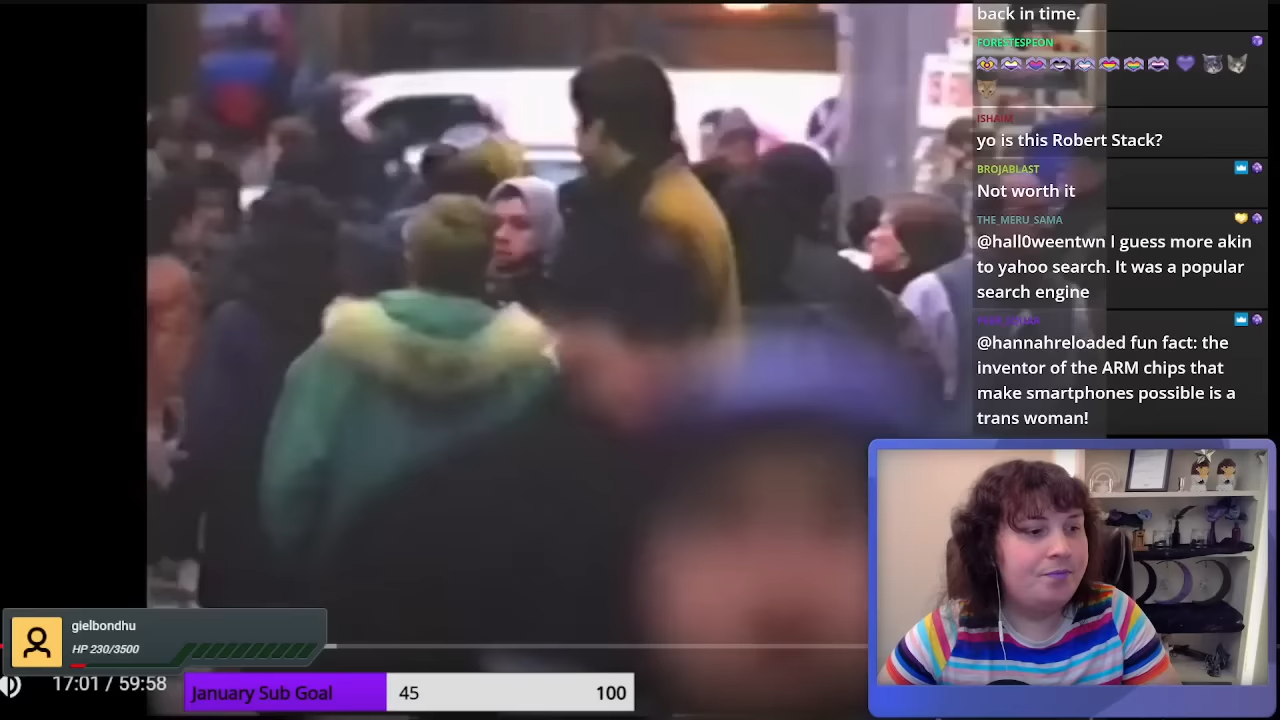 back in time.
FORESTESPEON
ISHAIM
yo is this Robert Stack?
BROJABLAST
Not worth it
THE_MERU_SAMA
@hall0weentwn I guess more akin
to yahoo search. It was a popular
search engine
@hannahreloaded fun fact: the
inventor of the ARM chips that
make smartphones possible is a
trans woman!
gielbondhu
HP 230/3500
17:01 / 59:58
January Sub Goal 45 100